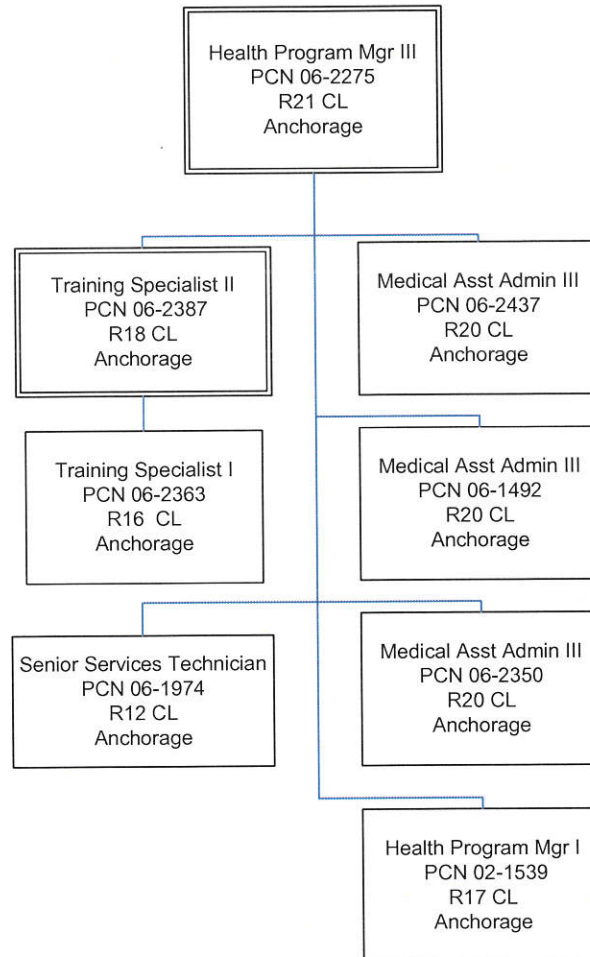 Health Program Mgr III
PCN 06-2275
R21 CL
Anchorage
Training Specialist II
PCN 06-2387
R18 CL
Anchorage
Medical Asst Admin III
PCN 06-2437
R20 CL
Anchorage
Training Specialist I
PCN 06-2363
R16 CL
Anchorage
Medical Asst Admin III
PCN 06-1492
R20 CL
Anchorage
Senior Services Technician
PCN 06-1974
R12 CL
Anchorage
Medical Asst Admin III
PCN 06-2350
R20 CL
Anchorage
Health Program Mgr I
PCN 02-1539
R17 CL
Anchorage